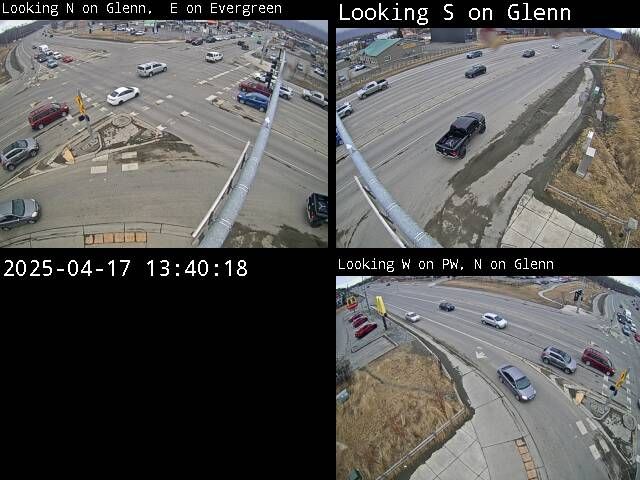 Looking N on Glenn, E on Evergreen
Looking S on Glenn
2025-04-17 13:40:18
Looking W on PW, N on Glenn